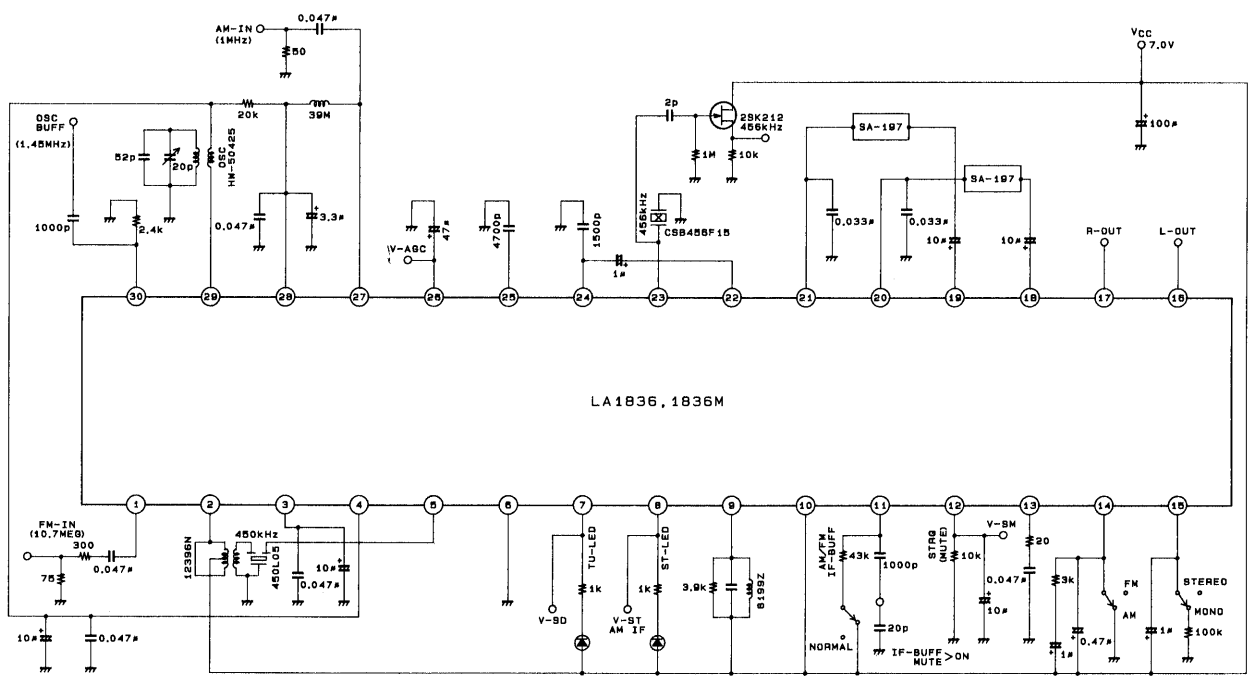 AM-IN
(1MHz)
0.047µ
50
VCC
7.0V
OSC
BUFF
(1.45MHz)
20k
39M
2p
2SK212
456kHz
SA-197
100µ
52p
20p
OSC
HW-50425
1M
10k
SA-197
1000p
2.4k
0.047µ
3.3µ
47µ
V-AGC
4700p
1500p
1µ
456kHz
CSB456F15
0.033µ
0.033µ
10µ
10µ
R-OUT
L-OUT
30
29
28
27
26
25
24
23
22
21
20
19
18
17
16
LA1836, 1836M
1
2
3
4
5
6
7
8
9
10
11
12
13
14
15
FM-IN
(10.7MEG)
300
0.047µ
75
12396N
450kHz
450L05
0.047µ
10µ
10µ
0.047µ
TU-LED
1k
V-SD
ST-LED
1k
V-ST
AM IF
3.9k
8199Z
AM/FM
IF-BUFF
43k
NORMAL
1000p
20p
IF-BUFF
MUTE >ON
STRQ
(MUTE)
10k
V-SM
0.047µ
10µ
20
3k
1µ
0.47µ
FM
AM
1µ
STEREO
MONO
100k